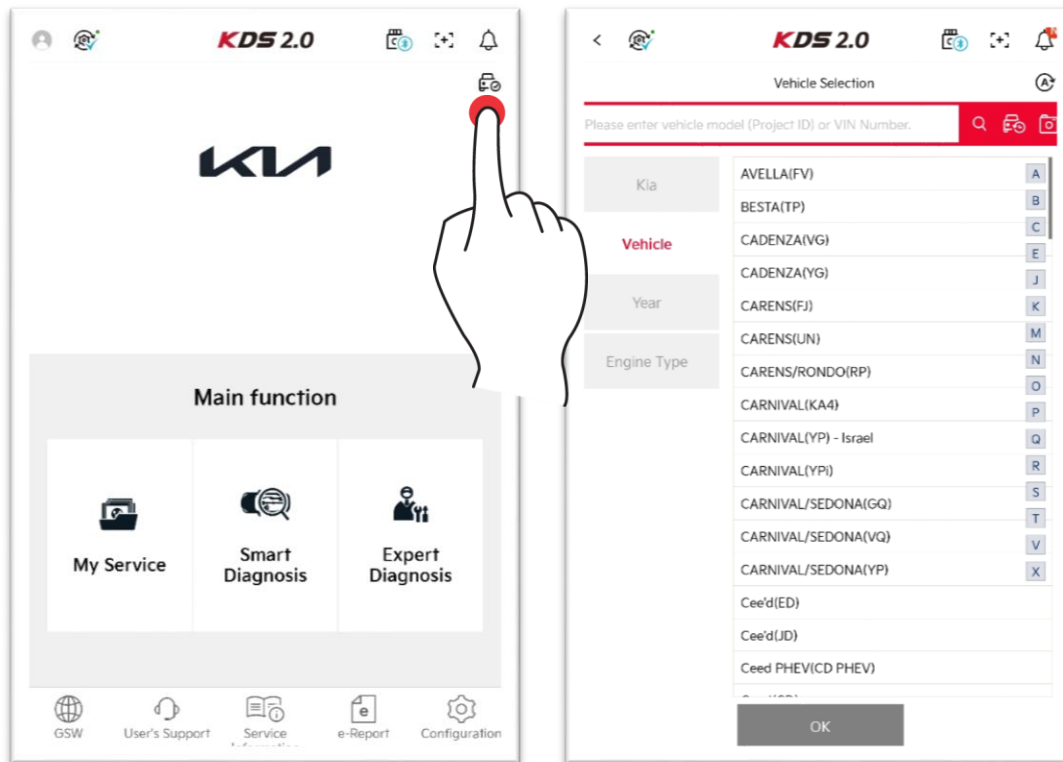 KDS 2.0
KIA
Main function
My Service
Smart
Diagnosis
Expert
Diagnosis
GSW
User's Support
Service
Information
e-Report
Configuration
KDS 2.0
Vehicle Selection
A
Please enter vehicle model (Project ID) or VIN Number.
Kia
Vehicle
Year
Engine Type
AVELLA(FV)
BESTA(TP)
CADENZA(VG)
CADENZA(YG)
CARENS(FJ)
CARENS(UN)
CARENS/RONDO(RP)
CARNIVAL(KA4)
CARNIVAL(YP) - Israel
CARNIVAL(YPi)
CARNIVAL/SEDONA(GQ)
CARNIVAL/SEDONA(VQ)
CARNIVAL/SEDONA(YP)
Cee'd(ED)
Cee'd(JD)
Ceed PHEV(CD PHEV)
A
B
C
E
J
K
M
N
O
P
Q
R
S
T
V
X
OK